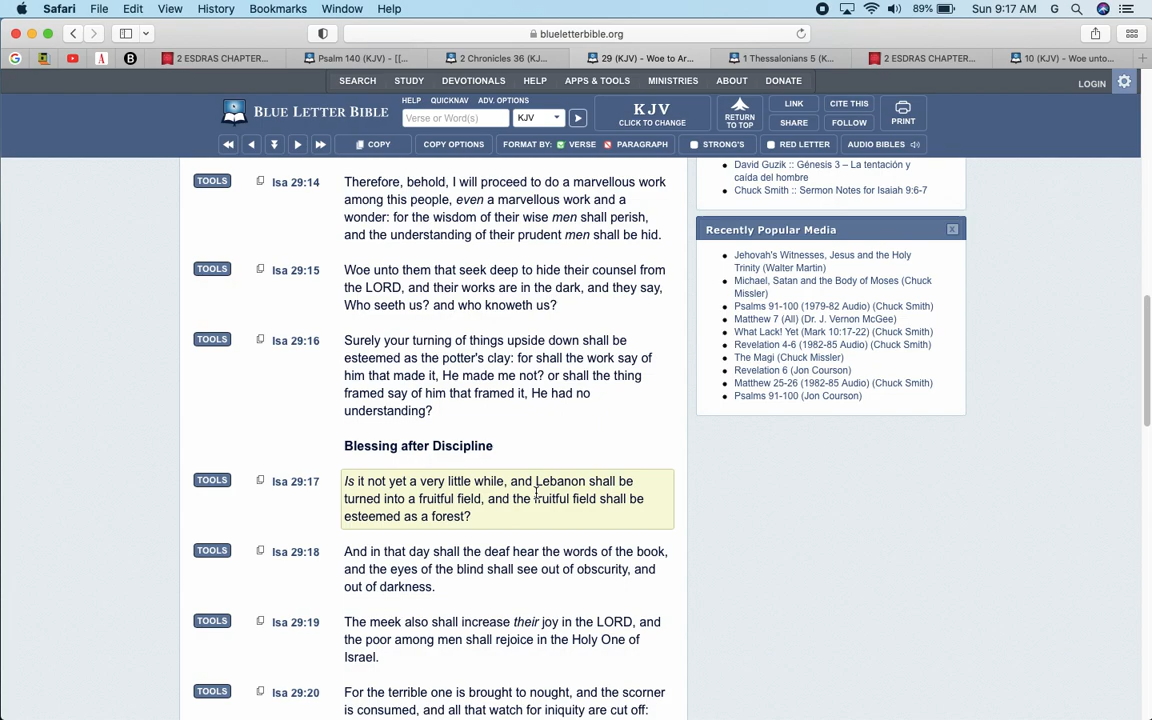 Safari File Edit View History Bookmarks Window Help 89% Sun 9:17 AM G
blueletterbible.org
2 ESDRAS CHAPTER... Psalm 140 (KJV) - [[... 2 Chronicles 36 (KJ... 29 (KJV) - Woe to Ar... 1 Thessalonians 5 (K... 2 ESDRAS CHAPTER... 10 (KJV) - Woe unto...
SEARCH STUDY DEVOTIONALS HELP APPS & TOOLS MINISTRIES ABOUT DONATE LOGIN
BLUE LETTER BIBLE
HELP QUICKNAV ADV. OPTIONS
Verse or Word(s) KJV
KJV
CLICK TO CHANGE
RETURN
TO TOP
LINK CITE THIS
SHARE FOLLOW
PRINT
COPY COPY OPTIONS FORMAT BY: VERSE PARAGRAPH STRONG'S RED LETTER AUDIO BIBLES
TOOLS Isa 29:14 Therefore, behold, I will proceed to do a marvellous work
among this people, even a marvellous work and a
wonder: for the wisdom of their wise men shall perish,
and the understanding of their prudent men shall be hid.
TOOLS Isa 29:15 Woe unto them that seek deep to hide their counsel from
the LORD, and their works are in the dark, and they say,
Who seeth us? and who knoweth us?
TOOLS Isa 29:16 Surely your turning of things upside down shall be
esteemed as the potter's clay: for shall the work say of
him that made it, He made me not? or shall the thing
framed say of him that framed it, He had no
understanding?
Blessing after Discipline
TOOLS Isa 29:17 Is it not yet a very little while, and Lebanon shall be
turned into a fruitful field, and the fruitful field shall be
esteemed as a forest?
TOOLS Isa 29:18 And in that day shall the deaf hear the words of the book,
and the eyes of the blind shall see out of obscurity, and
out of darkness.
TOOLS Isa 29:19 The meek also shall increase their joy in the LORD, and
the poor among men shall rejoice in the Holy One of
Israel.
TOOLS Isa 29:20 For the terrible one is brought to nought, and the scorner
is consumed, and all that watch for iniquity are cut off:
David Guzik :: Génesis 3 – La tentación y
caída del hombre
Chuck Smith :: Sermon Notes for Isaiah 9:6-7
Recently Popular Media x
Jehovah's Witnesses, Jesus and the Holy
Trinity (Walter Martin)
Michael, Satan and the Body of Moses (Chuck
Missler)
Psalms 91-100 (1979-82 Audio) (Chuck Smith)
Matthew 7 (All) (Dr. J. Vernon McGee)
What Lack! Yet (Mark 10:17-22) (Chuck Smith)
Revelation 4-6 (1982-85 Audio) (Chuck Smith)
The Magi (Chuck Missler)
Revelation 6 (Jon Courson)
Matthew 25-26 (1982-85 Audio) (Chuck Smith)
Psalms 91-100 (Jon Courson)